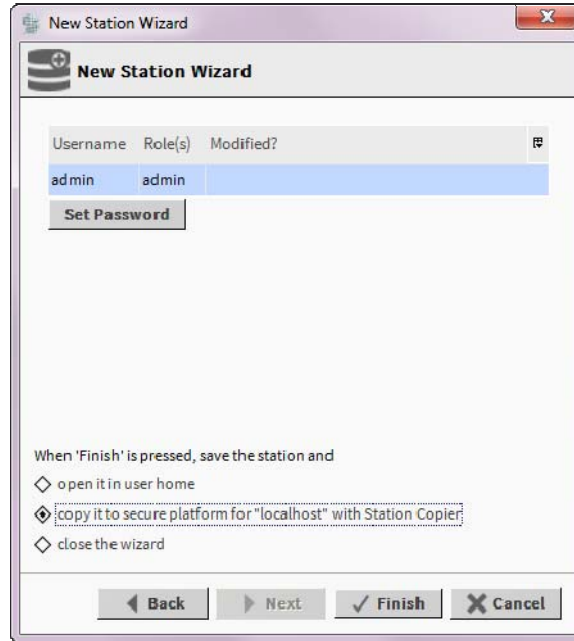 New Station Wizard
New Station Wizard
Username Role(s) Modified?
admin admin
Set Password
When 'Finish' is pressed, save the station and
open it in user home
copy it to secure platform for "localhost" with Station Copier
close the wizard
Back Next Finish Cancel